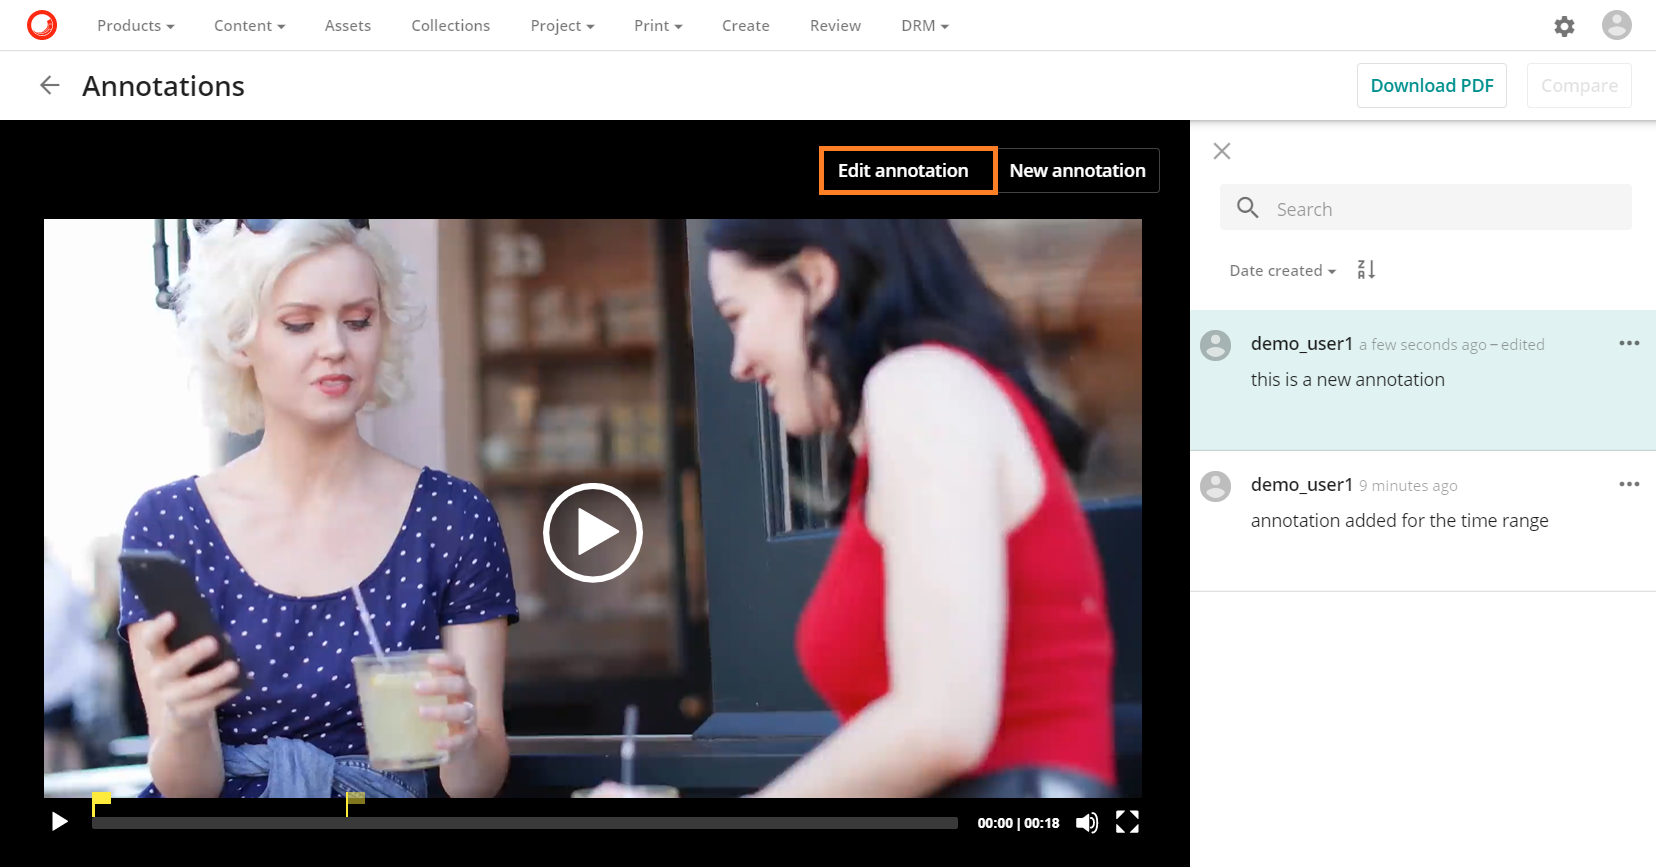 Products Content Assets Collections Project Print Create Review DRM
Annotations
Download PDF Compare
Edit annotation New annotation
Search
Date created
demo_user1 a few seconds ago – edited
this is a new annotation
demo_user1 9 minutes ago
annotation added for the time range
00:00 | 00:18